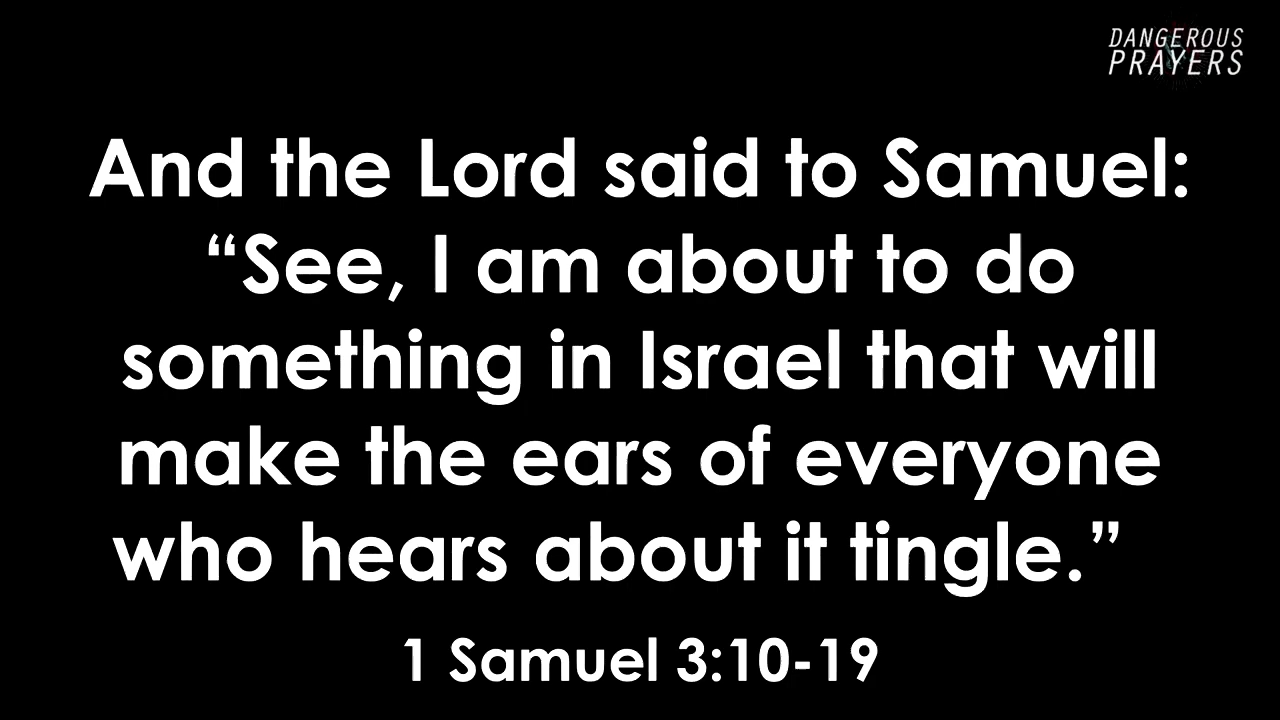 DANGEROUS
PRAYERS
And the Lord said to Samuel:
“See, I am about to do
something in Israel that will
make the ears of everyone
who hears about it tingle.”
1 Samuel 3:10-19